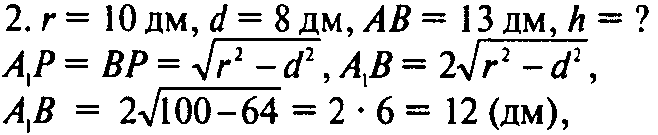 2. r = 10 дм, d = 8 дм, AB = 13 дм, h = ?
A₁P = BP = √(r² − d²), A₁B = 2√(r² − d²),
A₁B = 2√(100−64) = 2 · 6 = 12 (дм),